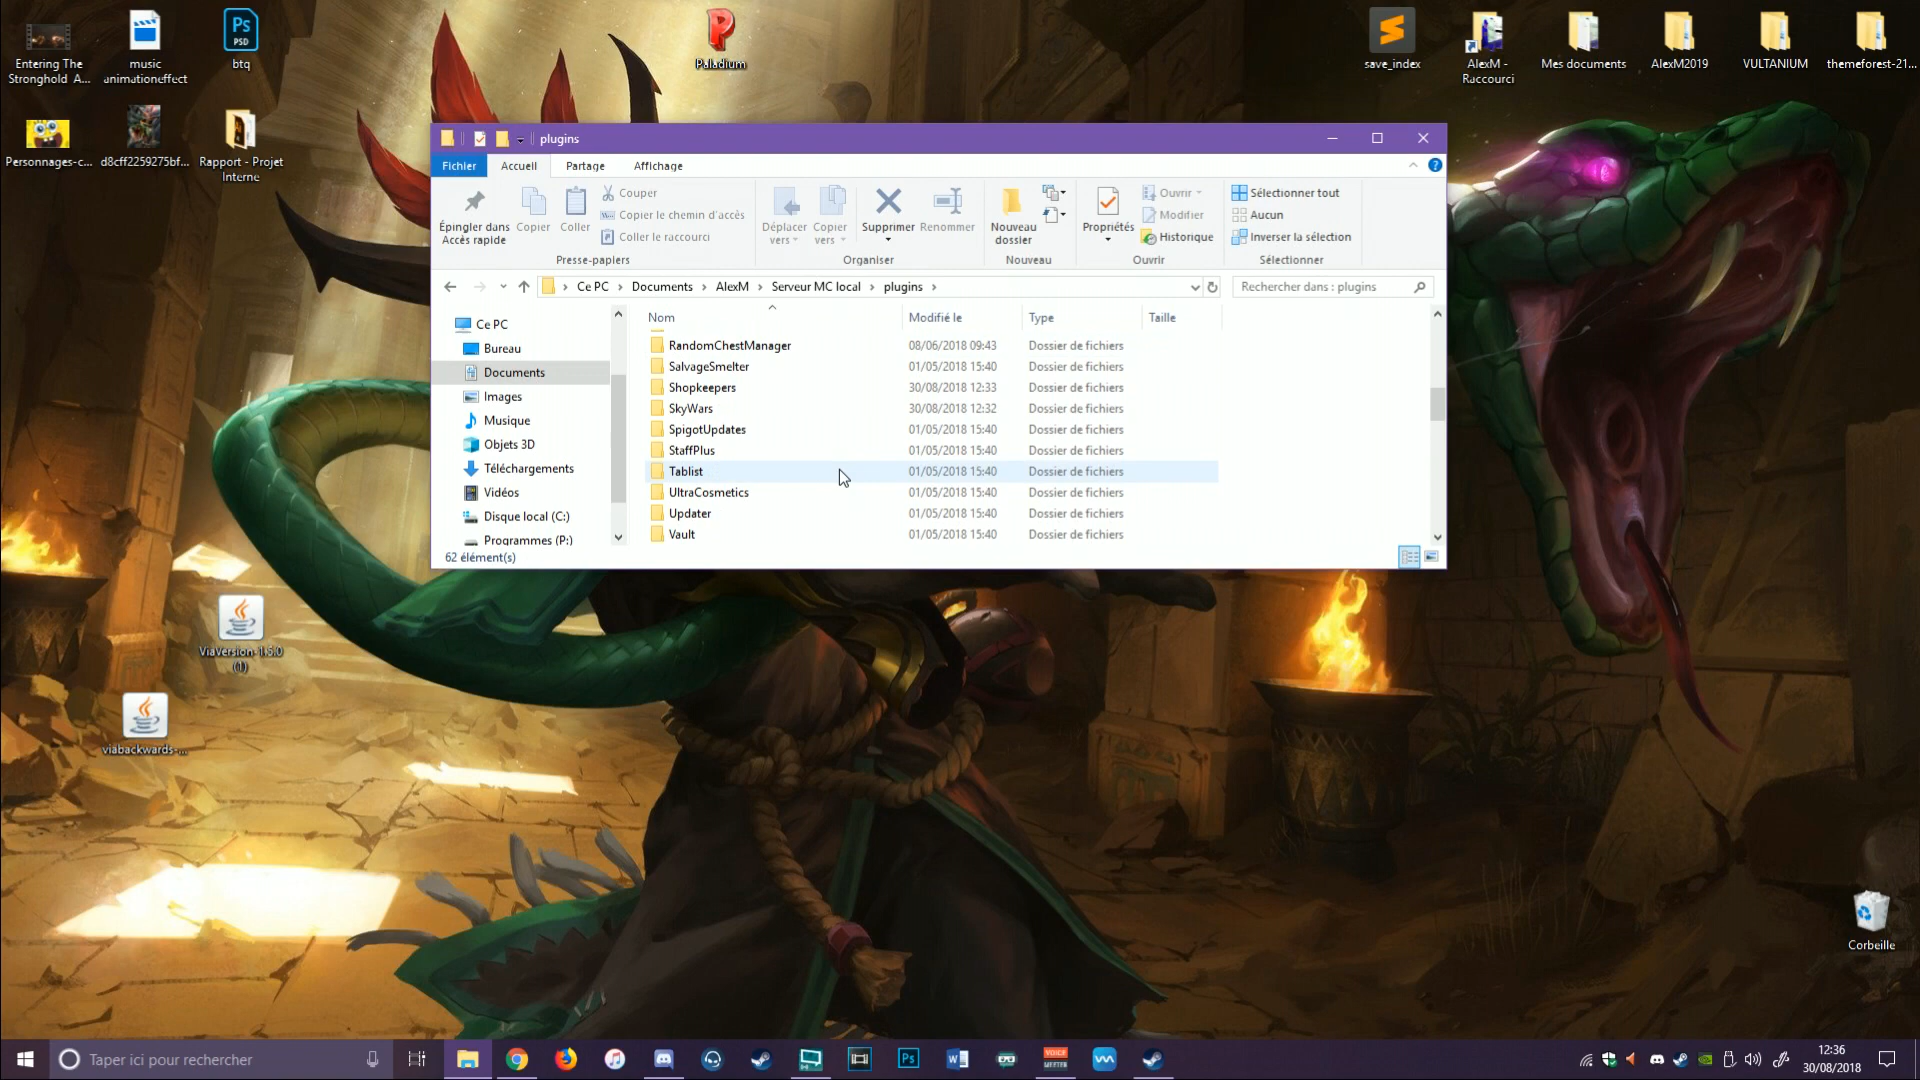 Entering The
Stronghold A...
music
animationeffect
Ps
PSD
btq
Paladium
save_index
AlexM -
Raccourci
Mes documents
AlexM2019
VULTANIUM
themeforest-21...
Personnages-c...
d8cff2259275bf...
Rapport - Projet
Interne
plugins
Fichier
Accueil
Partage
Affichage
Épingler dans
Accès rapide
Copier
Coller
Couper
Copier le chemin d'accès
Coller le raccourci
Presse-papiers
Déplacer
vers
Copier
vers
Supprimer
Renommer
Organiser
Nouveau
dossier
Nouveau
Propriétés
Ouvrir
Modifier
Historique
Ouvrir
Sélectionner tout
Aucun
Inverser la sélection
Sélectionner
Ce PC > Documents > AlexM > Serveur MC local > plugins >
Rechercher dans : plugins
Ce PC
Bureau
Documents
Images
Musique
Objets 3D
Téléchargements
Vidéos
Disque local (C:)
Programmes (P:)
Nom Modifié le Type Taille
RandomChestManager 08/06/2018 09:43 Dossier de fichiers
SalvageSmelter 01/05/2018 15:40 Dossier de fichiers
Shopkeepers 30/08/2018 12:33 Dossier de fichiers
SkyWars 30/08/2018 12:32 Dossier de fichiers
SpigotUpdates 01/05/2018 15:40 Dossier de fichiers
StaffPlus 01/05/2018 15:40 Dossier de fichiers
Tablist 01/05/2018 15:40 Dossier de fichiers
UltraCosmetics 01/05/2018 15:40 Dossier de fichiers
Updater 01/05/2018 15:40 Dossier de fichiers
Vault 01/05/2018 15:40 Dossier de fichiers
62 élément(s)
ViaVersion-1.5.0
(1)
viabackwards-...
Corbeille
Taper ici pour rechercher
Ps
VOICE
MEETER
12:36
30/08/2018